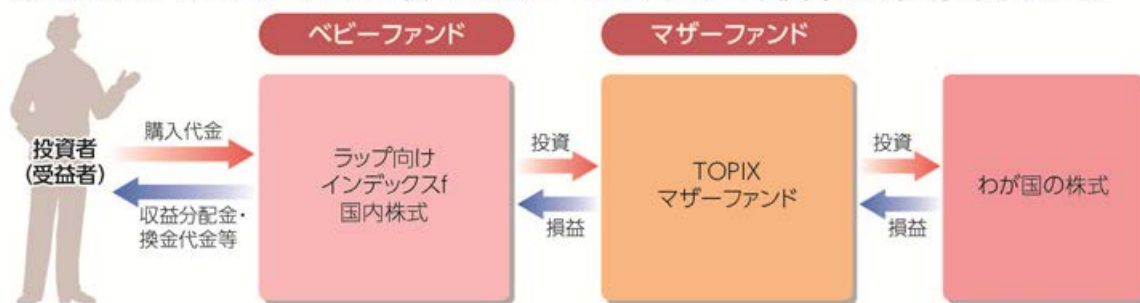 ベビーファンド
マザーファンド
投資者
(受益者)
購入代金
収益分配金・
換金代金等
ラップ向け
インデックスf
国内株式
投資
損益
TOPIX
マザーファンド
投資
損益
わが国の株式